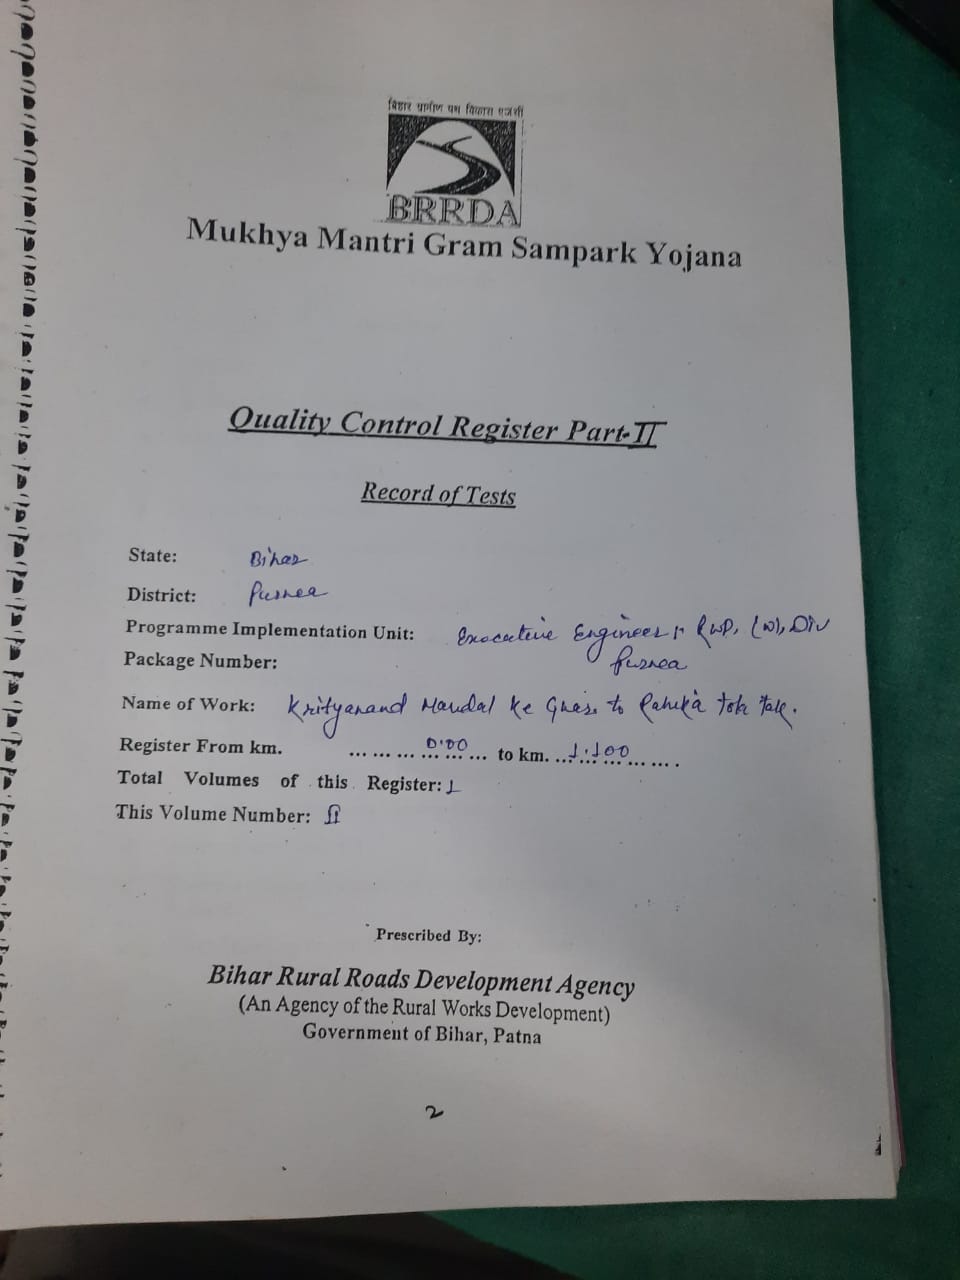 बिहार ग्रामीण पथ विकास एजेंसी
BRRDA
Mukhya Mantri Gram Sampark Yojana
Quality Control Register Part-II
Record of Tests
State: Bihar
District: Purnea
Programme Implementation Unit: Executive Engineer, RWD, (W), Div
Package Number: Purnea
Name of Work: Krityanand Mandal ke Ghar to Tola Tak.
Register From km. ... ... ... 0.00 ... to km. ... 1.100 ... ... .
Total Volumes of this Register: 1
This Volume Number: II
Prescribed By:
Bihar Rural Roads Development Agency
(An Agency of the Rural Works Development)
Government of Bihar, Patna
2